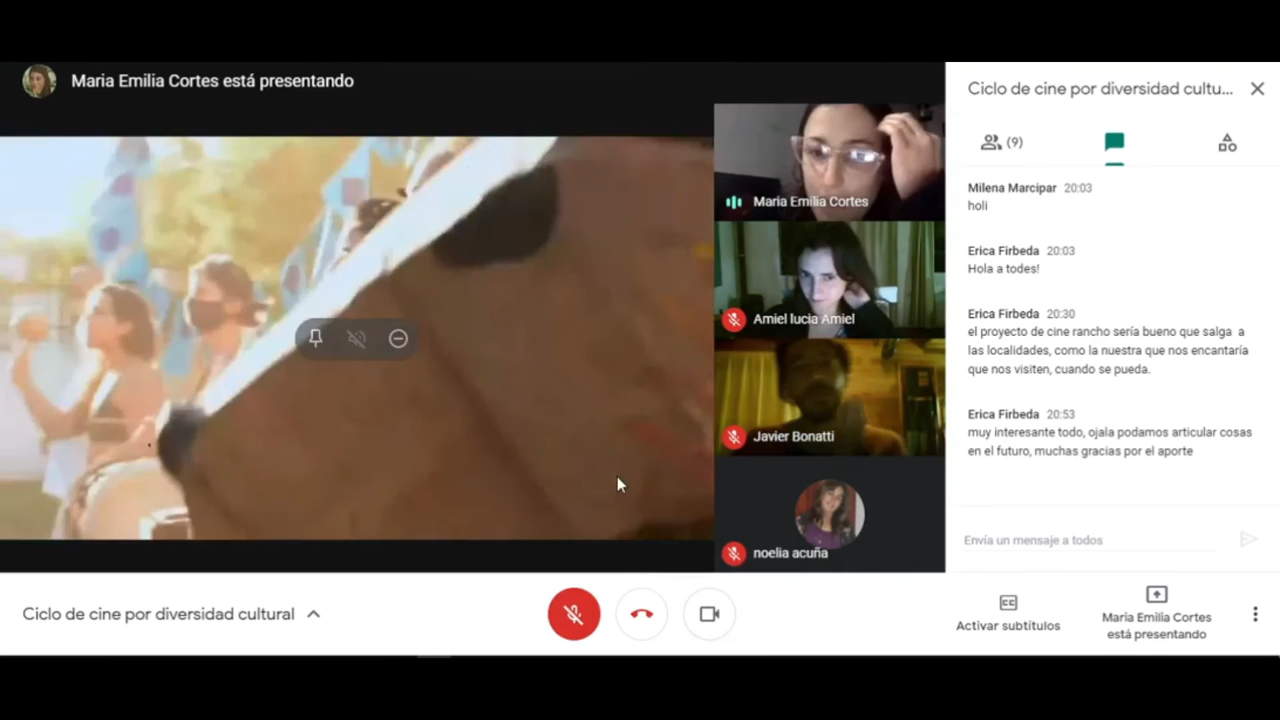 Maria Emilia Cortes está presentando
Ciclo de cine por diversidad cultu...
(9)
Milena Marcipar 20:03
holi
Erica Firbeda 20:03
Hola a todes!
Erica Firbeda 20:30
el proyecto de cine rancho sería bueno que salga a
las localidades, como la nuestra que nos encantaría
que nos visiten, cuando se pueda.
Erica Firbeda 20:53
muy interesante todo, ojala podamos articular cosas
en el futuro, muchas gracias por el aporte
Envía un mensaje a todos
Maria Emilia Cortes
Amiel lucia Amiel
Javier Bonatti
noelia acuña
Ciclo de cine por diversidad cultural
CC
Activar subtítulos
Maria Emilia Cortes
está presentando